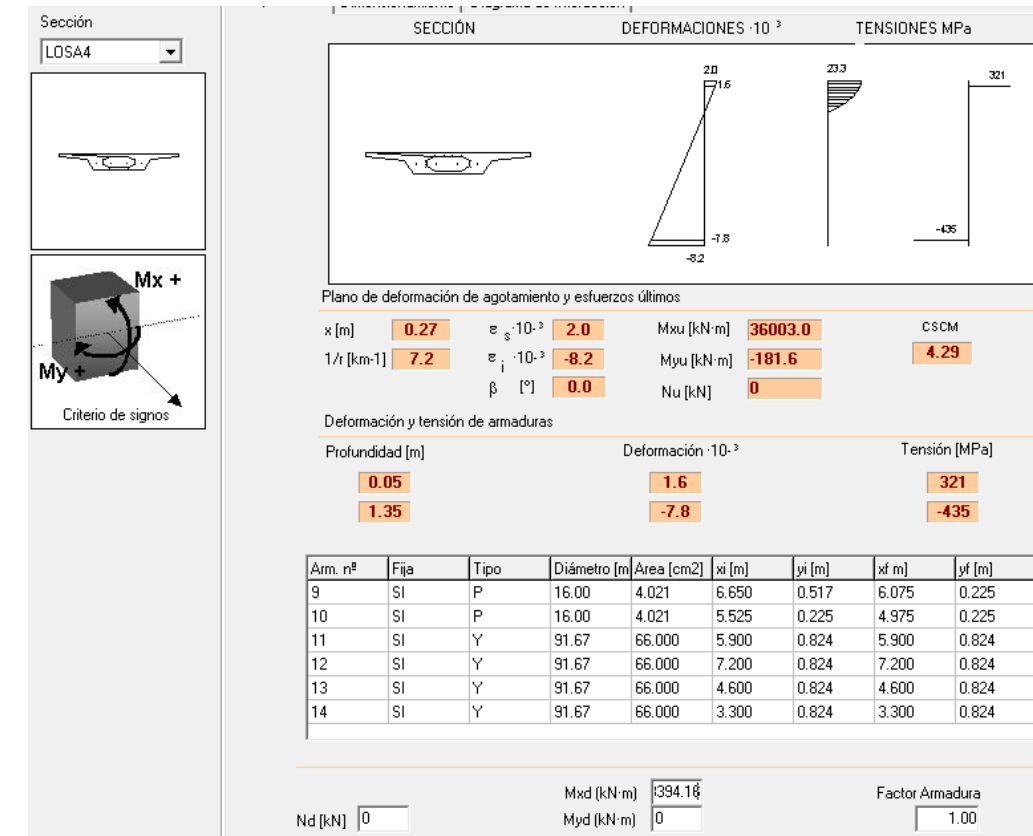 Sección
LOSA4
SECCIÓN DEFORMACIONES ·10 ³ TENSIONES MPa
2.0
1.6
-7.8
-8.2
23.3
321
-435
Mx +
My +
Criterio de signos
Plano de deformación de agotamiento y esfuerzos últimos
x [m] 0.27 ε s·10- ³ 2.0 Mxu [kN·m] 36003.0 CSCM
1/r [km-1] 7.2 ε i ·10- ³ -8.2 Myu [kN·m] -181.6 4.29
β [º] 0.0 Nu [kN] 0
Deformación y tensión de armaduras
Profundidad [m] Deformación ·10- ³ Tensión [MPa]
0.05 1.6 321
1.35 -7.8 -435
Arm. nº Fija Tipo Diámetro [m Area [cm2] xi [m] yi [m] xf m] yf [m]
9 SI P 16.00 4.021 6.650 0.517 6.075 0.225
10 SI P 16.00 4.021 5.525 0.225 4.975 0.225
11 SI Y 91.67 66.000 5.900 0.824 5.900 0.824
12 SI Y 91.67 66.000 7.200 0.824 7.200 0.824
13 SI Y 91.67 66.000 4.600 0.824 4.600 0.824
14 SI Y 91.67 66.000 3.300 0.824 3.300 0.824
Mxd (kN·m) 394.16 Factor Armadura
Nd [kN] 0 Myd (kN·m) 0 1.00